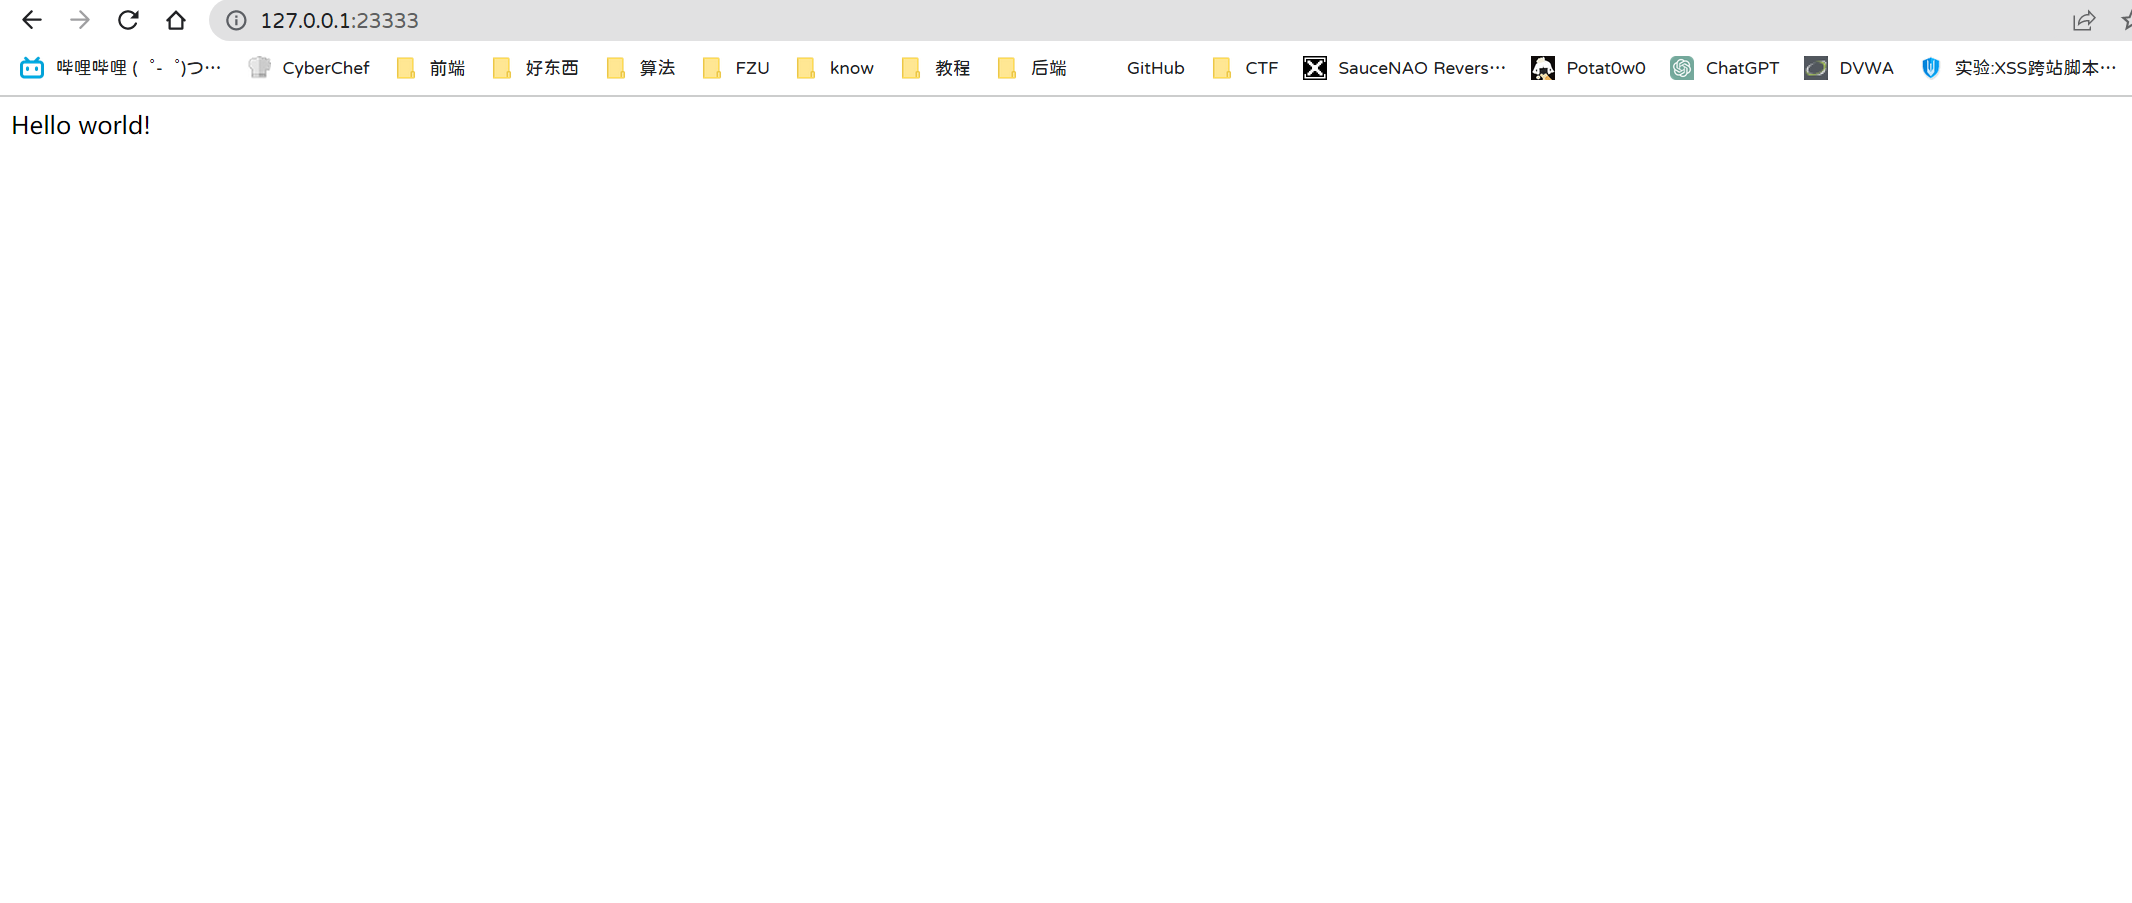 127.0.0.1:23333
哔哩哔哩 ( ゜- ゜)つ… CyberChef 前端 好东西 算法 FZU know 教程 后端 GitHub CTF SauceNAO Revers… Potat0w0 ChatGPT DVWA 实验:XSS跨站脚本…
Hello world!